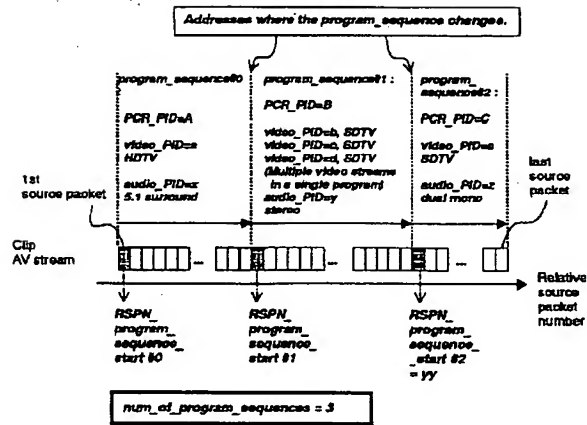 Addresses where the program_sequence changes.
program_sequence#0
PCR_PID=A
video_PID=a
HDTV
audio_PID=x
5.1 surround
program_sequence#1 :
PCR_PID=B
video_PID=b, SDTV
video_PID=c, SDTV
video_PID=d, SDTV
(Multiple video streams
in a single program)
audio_PID=y
stereo
program_
sequence#2 :
PCR_PID=C
video_PID=e
SDTV
audio_PID=z
dual mono
1st
source packet
last
source
packet
Clip
AV stream
...
...
...
Relative
source
packet
number
RSPN_
program_
sequence_
start #0
RSPN_
program_
sequence_
start #1
RSPN_
program_
sequence_
_start #2
= yy
num_of_program_sequences = 3